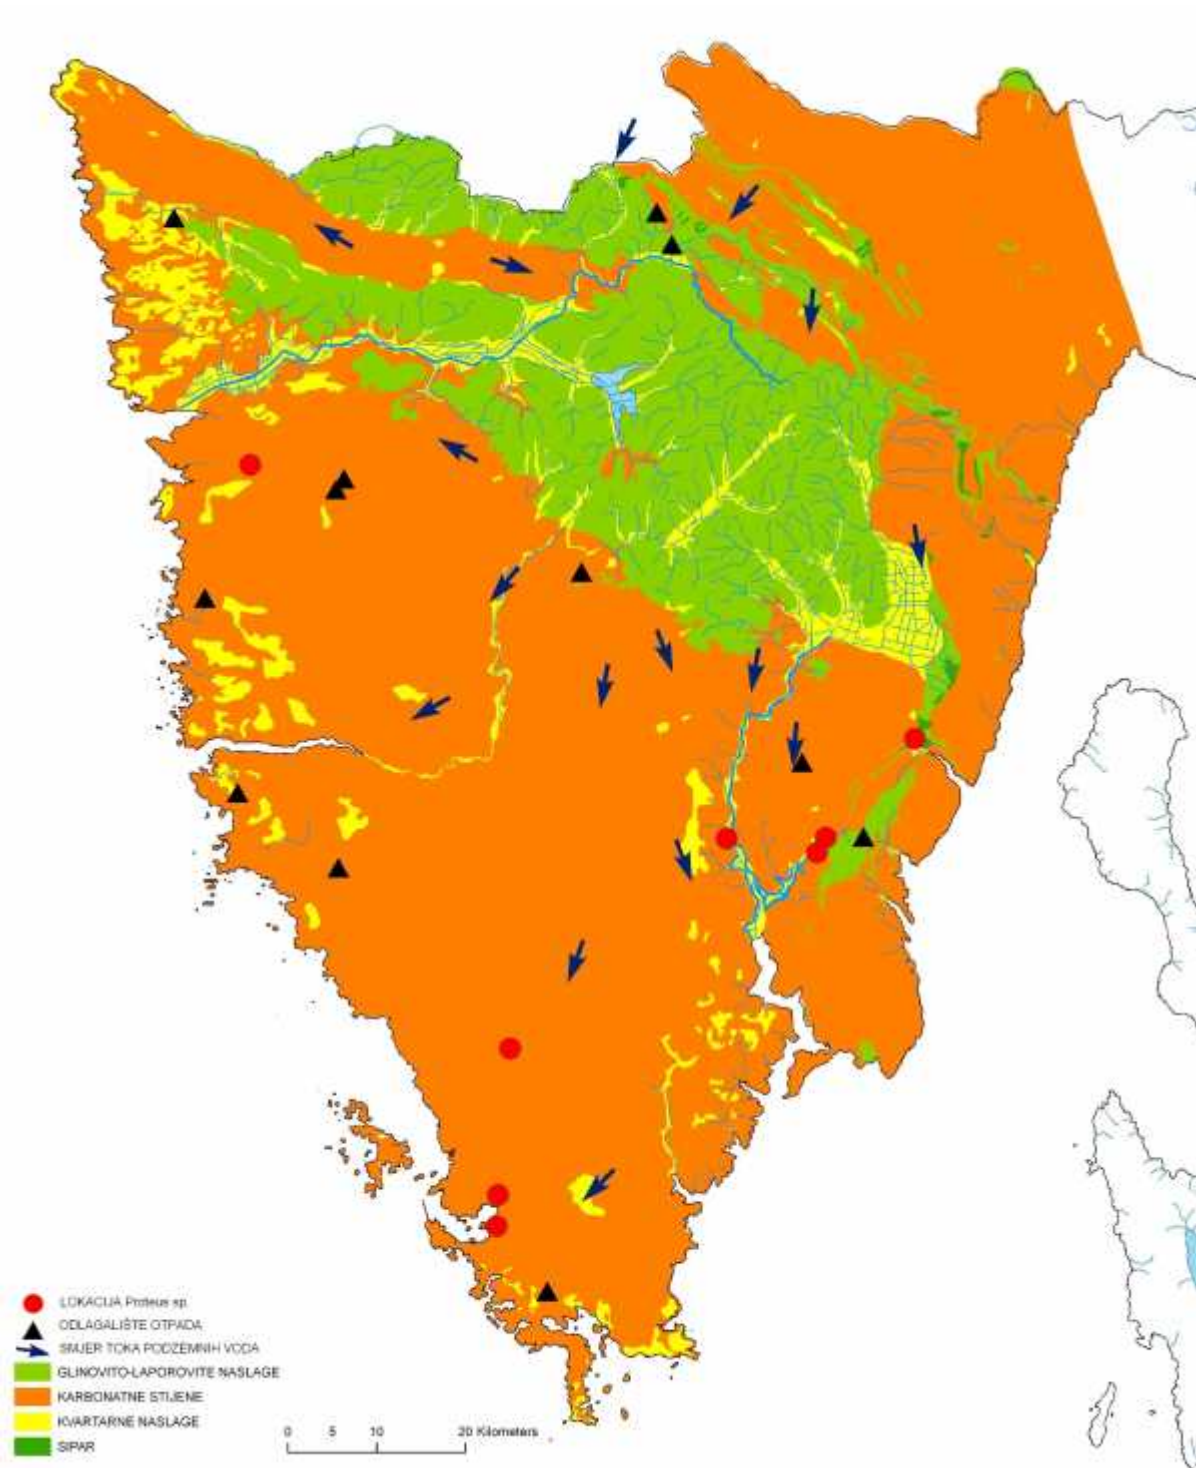 LOKACIJA Proteus sp.
ODLAGALIŠTE OTPADA
SMJER TOKA PODZEMNIH VODA
GLINOVITO-LAPOROVITE NASLAGE
KARBONATNE STIJENE
KVARTARNE NASLAGE
SIPAR
0 5 10 20 Kilometers